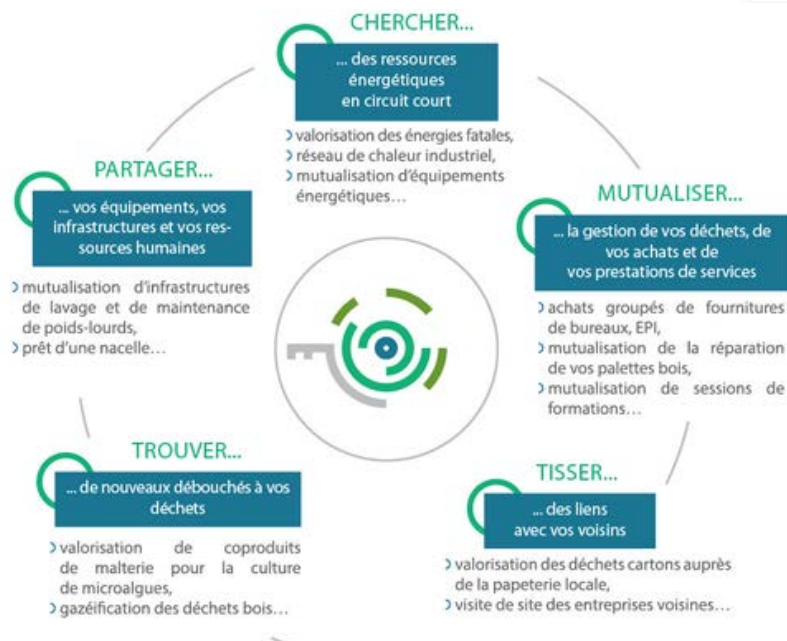 CHERCHER...
... des ressources
énergétiques
en circuit court
valorisation des énergies fatales,
réseau de chaleur industriel,
mutualisation d'équipements
énergétiques…
PARTAGER...
... vos équipements, vos
infrastructures et vos res-
sources humaines
mutualisation d'infrastructures
de lavage et de maintenance
de poids-lourds,
prêt d'une nacelle…
MUTUALISER...
... la gestion de vos déchets, de
vos achats et de
vos prestations de services
achats groupés de fournitures
de bureaux, EPI,
mutualisation de la réparation
de vos palettes bois,
mutualisation de sessions de
formations…
TROUVER...
... de nouveaux débouchés à vos
déchets
valorisation de coproduits
de malterie pour la culture
de microalgues,
gazéification des déchets bois…
TISSER...
... des liens
avec vos voisins
valorisation des déchets cartons auprès
de la papeterie locale,
visite de site des entreprises voisines…